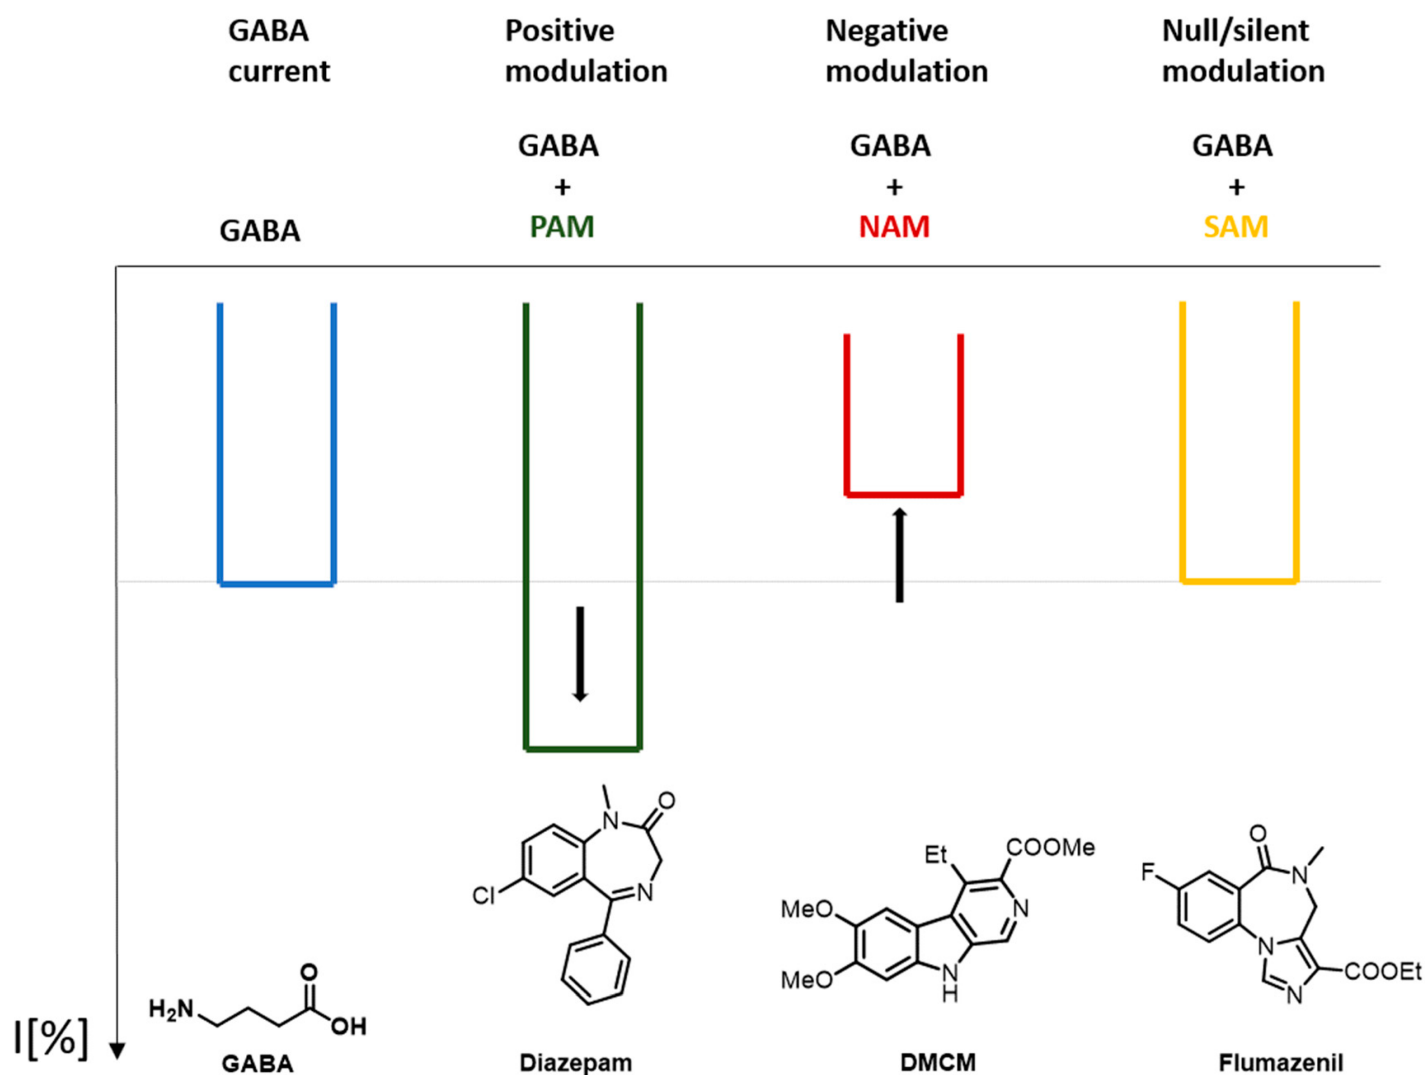 GABA
current
Positive
modulation
Negative
modulation
Null/silent
modulation
GABA
GABA
+
PAM
GABA
+
NAM
GABA
+
SAM
I[%]
H₂N
O
OH
GABA
N
O
N
Cl
Diazepam
Et
COOMe
N
MeO
MeO
N
H
DMCM
O
N
F
N
N
COOEt
Flumazenil